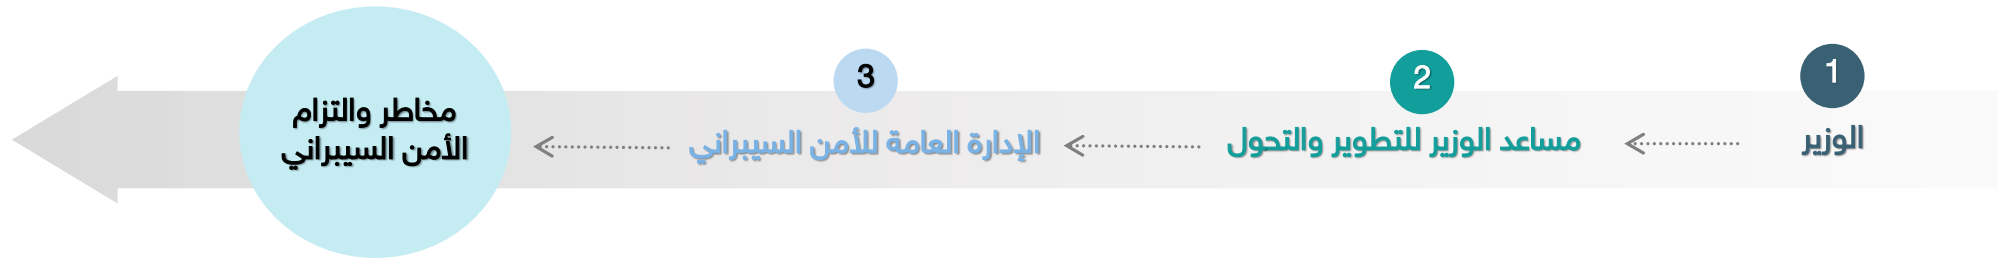 1
الوزير
2
مساعد الوزير للتطوير والتحول
3
الإدارة العامة للأمن السيبراني
مخاطر والتزام
الأمن السيبراني